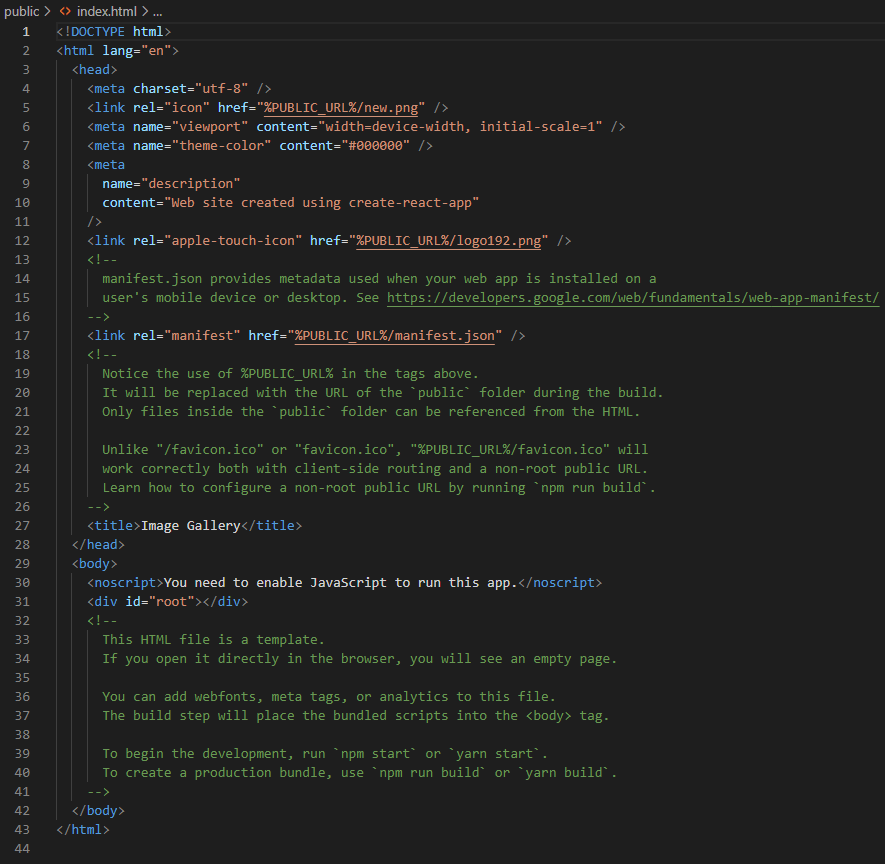 public > <> index.html > ...
1 <!DOCTYPE html>
2 <html lang="en">
3   <head>
4     <meta charset="utf-8" />
5     <link rel="icon" href="%PUBLIC_URL%/new.png" />
6     <meta name="viewport" content="width=device-width, initial-scale=1" />
7     <meta name="theme-color" content="#000000" />
8     <meta
9       name="description"
10       content="Web site created using create-react-app"
11     />
12     <link rel="apple-touch-icon" href="%PUBLIC_URL%/logo192.png" />
13     <!--
14       manifest.json provides metadata used when your web app is installed on a
15       user's mobile device or desktop. See https://developers.google.com/web/fundamentals/web-app-manifest/
16     -->
17     <link rel="manifest" href="%PUBLIC_URL%/manifest.json" />
18     <!--
19       Notice the use of %PUBLIC_URL% in the tags above.
20       It will be replaced with the URL of the `public` folder during the build.
21       Only files inside the `public` folder can be referenced from the HTML.
22
23       Unlike "/favicon.ico" or "favicon.ico", "%PUBLIC_URL%/favicon.ico" will
24       work correctly both with client-side routing and a non-root public URL.
25       Learn how to configure a non-root public URL by running `npm run build`.
26     -->
27     <title>Image Gallery</title>
28   </head>
29   <body>
30     <noscript>You need to enable JavaScript to run this app.</noscript>
31     <div id="root"></div>
32     <!--
33       This HTML file is a template.
34       If you open it directly in the browser, you will see an empty page.
35
36       You can add webfonts, meta tags, or analytics to this file.
37       The build step will place the bundled scripts into the <body> tag.
38
39       To begin the development, run `npm start` or `yarn start`.
40       To create a production bundle, use `npm run build` or `yarn build`.
41     -->
42   </body>
43 </html>
44